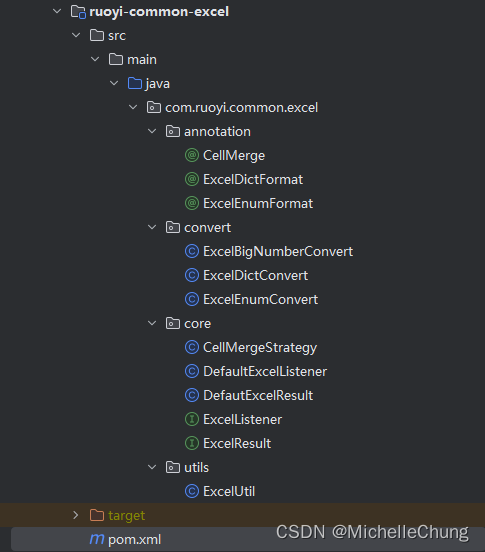 ruoyi-common-excel
src
main
java
com.ruoyi.common.excel
annotation
CellMerge
ExcelDictFormat
ExcelEnumFormat
convert
ExcelBigNumberConvert
ExcelDictConvert
ExcelEnumConvert
core
CellMergeStrategy
DefaultExcelListener
DefautExcelResult
ExcelListener
ExcelResult
utils
ExcelUtil
target
pom.xml
CSDN @MichelleChung